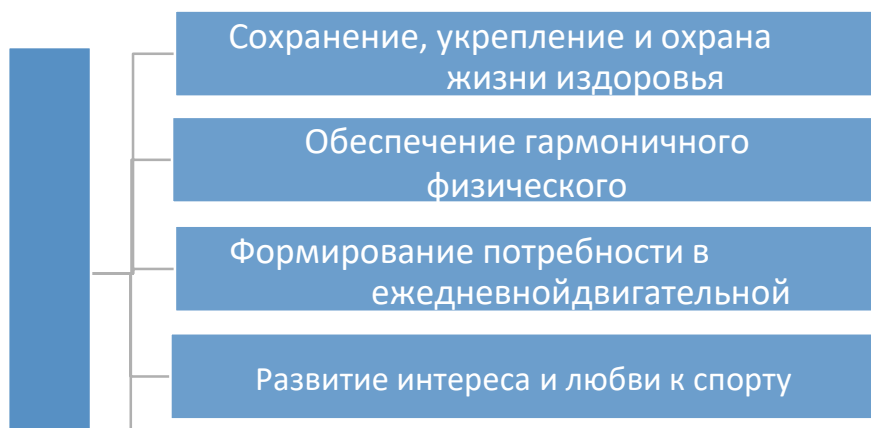 Сохранение, укрепление и охрана
жизни издоровья
Обеспечение гармоничного
физического
Формирование потребности в
ежедневнойдвигательной
Развитие интереса и любви к спорту